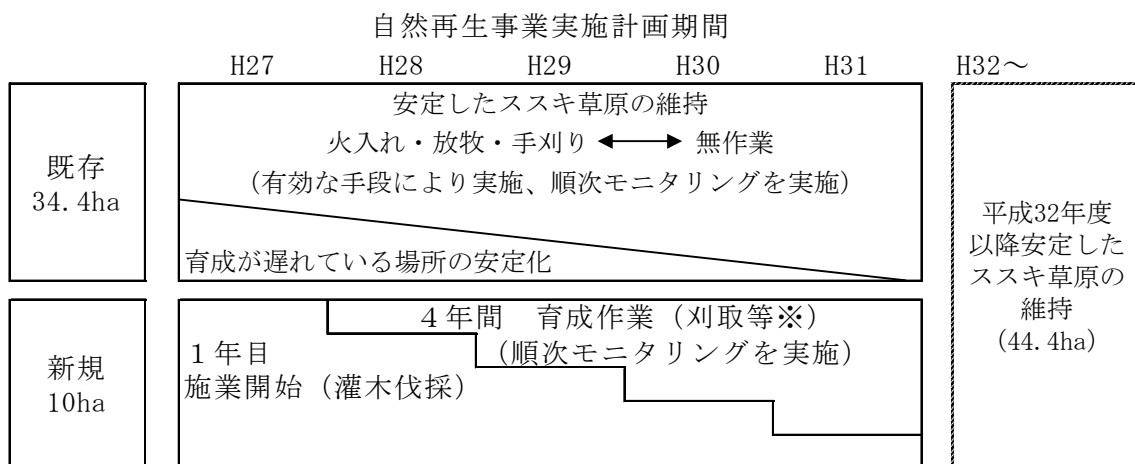 自然再生事業実施計画期間
H27 H28 H29 H30 H31 H32～
既存
34.4ha
安定したススキ草原の維持
火入れ・放牧・手刈り ⟷ 無作業
(有効な手段により実施、順次モニタリングを実施)
育成が遅れている場所の安定化
新規
10ha
４年間 育成作業（刈取等※）
(順次モニタリングを実施)
１年目
施業開始（灌木伐採）
平成32年度
以降安定した
ススキ草原の
維持
(44.4ha)